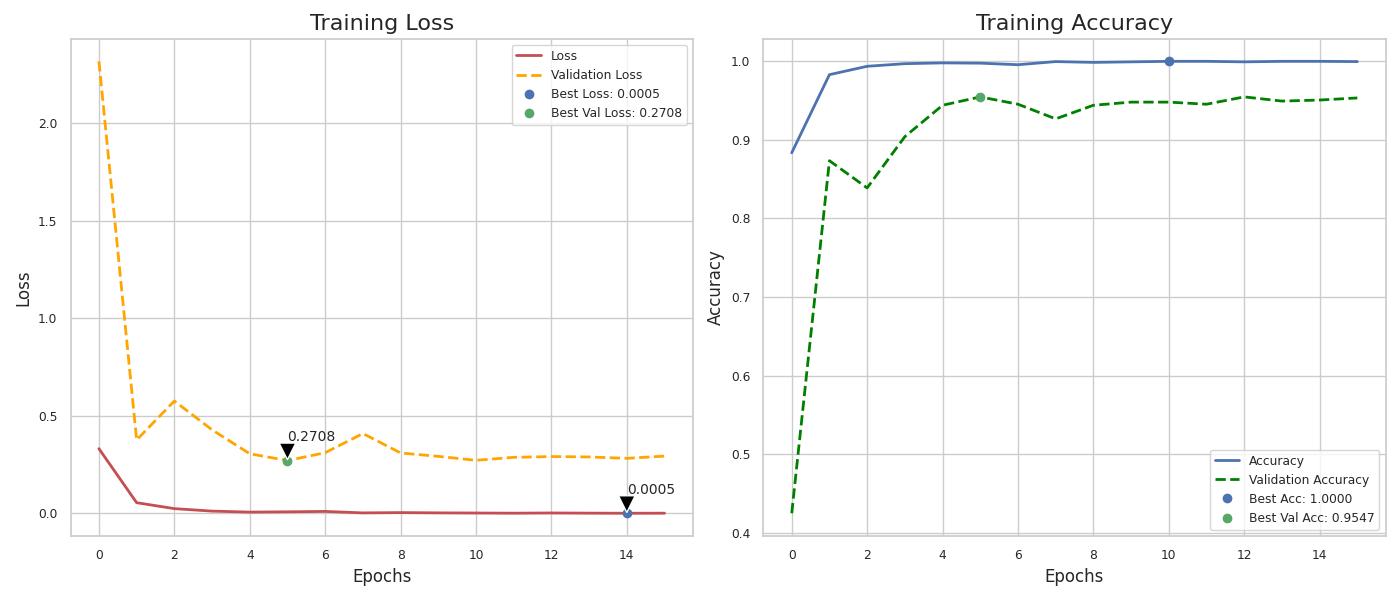 Training Loss
Loss
Validation Loss
Best Loss: 0.0005
Best Val Loss: 0.2708
2.0
1.5
1.0
0.5
0.0
Loss
0.2708
0.0005
0 2 4 6 8 10 12 14
Epochs
Training Accuracy
1.0
0.9
0.8
0.7
0.6
0.5
0.4
Accuracy
Accuracy
Validation Accuracy
Best Acc: 1.0000
Best Val Acc: 0.9547
0 2 4 6 8 10 12 14
Epochs